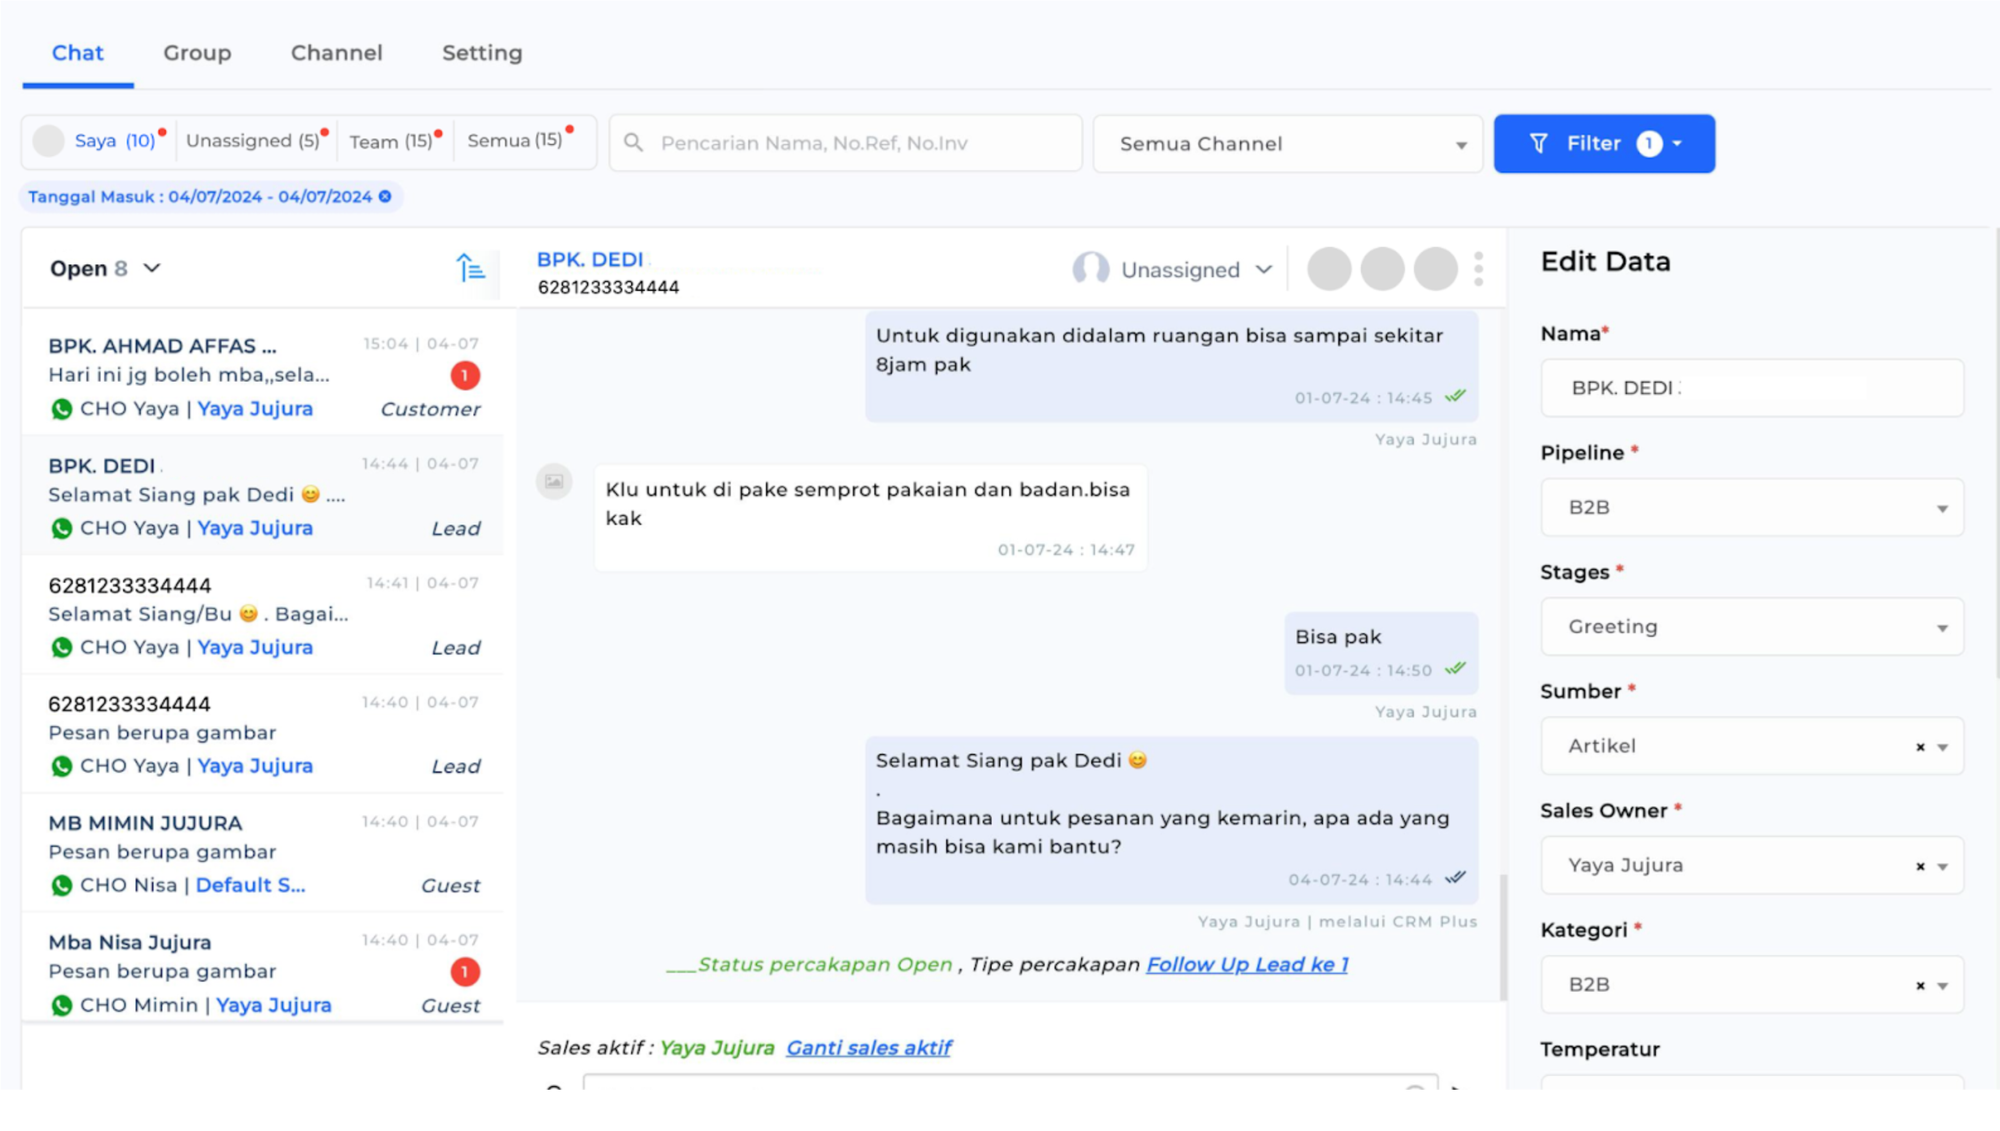 Chat Group Channel Setting
Saya (10) Unassigned (5) Team (15) Semua (15) Pencarian Nama, No.Ref, No.Inv Semua Channel Filter 1
Tanggal Masuk : 04/07/2024 - 04/07/2024
Open 8
BPK. AHMAD AFFAS ... 15:04 | 04-07
Hari ini jg boleh mba,,sela... 1
CHO Yaya | Yaya Jujura Customer
BPK. DEDI 14:44 | 04-07
Selamat Siang pak Dedi 😊 ....
CHO Yaya | Yaya Jujura Lead
6281233334444 14:41 | 04-07
Selamat Siang/Bu 😊 . Bagai...
CHO Yaya | Yaya Jujura Lead
6281233334444 14:40 | 04-07
Pesan berupa gambar
CHO Yaya | Yaya Jujura Lead
MB MIMIN JUJURA 14:40 | 04-07
Pesan berupa gambar
CHO Nisa | Default S... Guest
Mba Nisa Jujura 14:40 | 04-07
Pesan berupa gambar 1
CHO Mimin | Yaya Jujura Guest
BPK. DEDI
6281233334444
Unassigned
Untuk digunakan didalam ruangan bisa sampai sekitar
8jam pak
01-07-24 : 14:45
Yaya Jujura
Klu untuk di pake semprot pakaian dan badan.bisa
kak
01-07-24 : 14:47
Bisa pak
01-07-24 : 14:50
Yaya Jujura
Selamat Siang pak Dedi 😊
.
Bagaimana untuk pesanan yang kemarin, apa ada yang
masih bisa kami bantu?
04-07-24 : 14:44
Yaya Jujura | melalui CRM Plus
___Status percakapan Open , Tipe percakapan Follow Up Lead ke 1
Sales aktif : Yaya Jujura Ganti sales aktif
Edit Data
Nama*
BPK. DEDI
Pipeline *
B2B
Stages *
Greeting
Sumber *
Artikel ×
Sales Owner *
Yaya Jujura ×
Kategori *
B2B ×
Temperatur